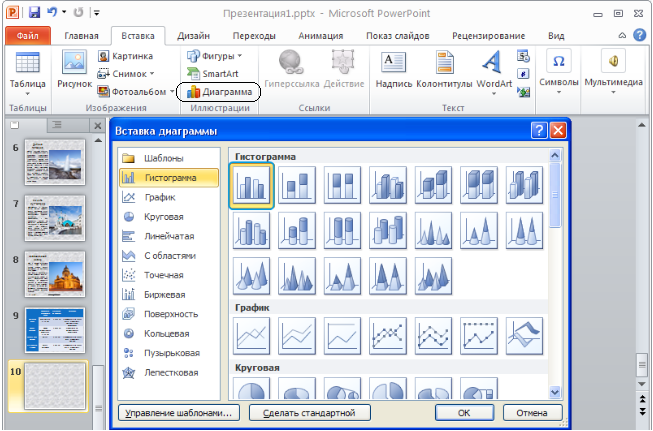 Презентация1.pptx - Microsoft PowerPoint
Файл Главная Вставка Дизайн Переходы Анимация Показ слайдов Рецензирование Вид
Таблица
Рисунок
Картинка
Снимок
Фотоальбом
Фигуры
SmartArt
Диаграмма
Гиперссылка Действие
Надпись Колонтитулы WordArt
Символы
Мультимедиа
Таблицы Изображения Иллюстрации Ссылки Текст
6
7
8
9
10
Вставка диаграммы
Шаблоны
Гистограмма
График
Круговая
Линейчатая
С областями
Точечная
Биржевая
Поверхность
Кольцевая
Пузырьковая
Лепестковая
Гистограмма
График
Круговая
Управление шаблонами... Сделать стандартной ОК Отмена